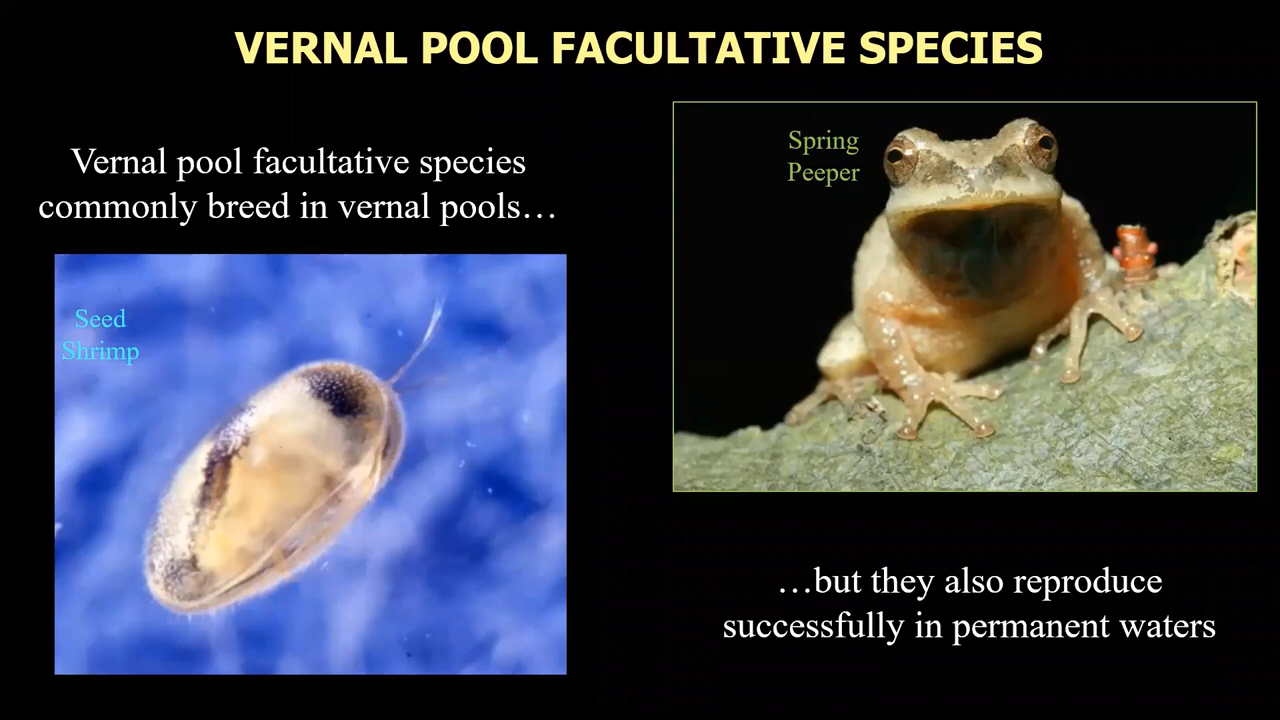 VERNAL POOL FACULTATIVE SPECIES
Vernal pool facultative species
commonly breed in vernal pools…
Seed
Shrimp
Spring
Peeper
…but they also reproduce
successfully in permanent waters